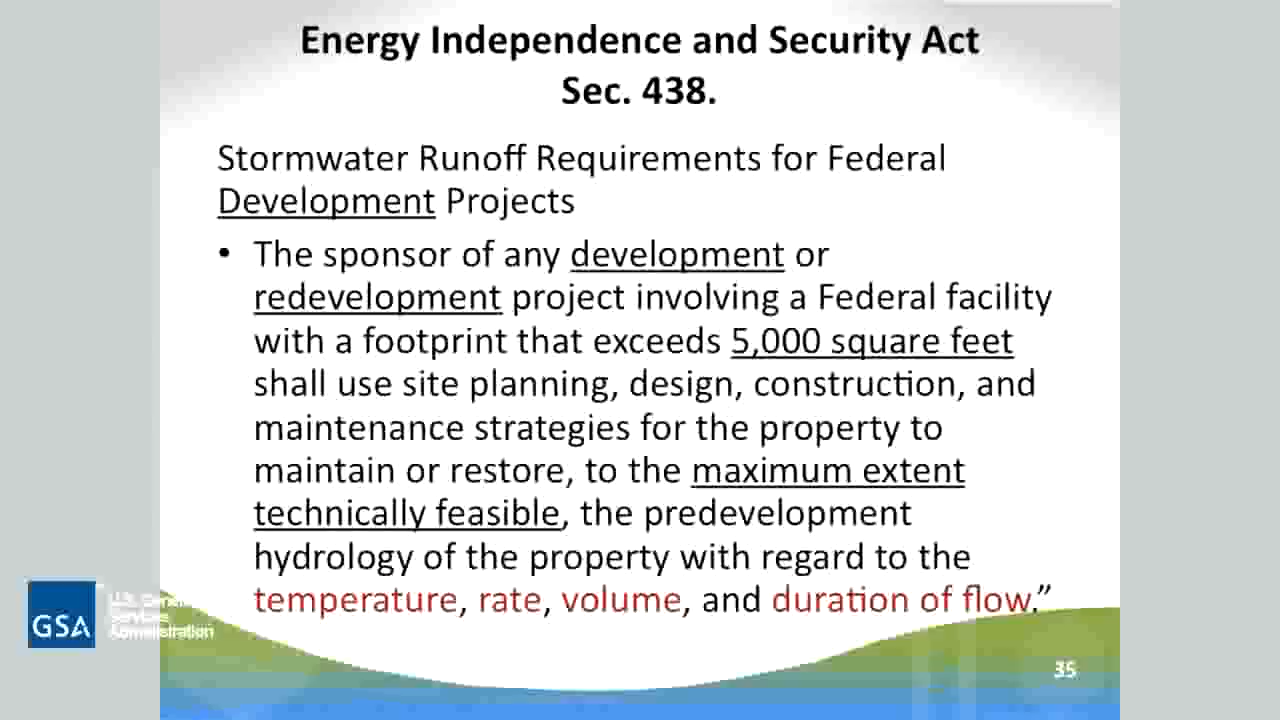 Energy Independence and Security Act
Sec. 438.
Stormwater Runoff Requirements for Federal
Development Projects
• The sponsor of any development or
redevelopment project involving a Federal facility
with a footprint that exceeds 5,000 square feet
shall use site planning, design, construction, and
maintenance strategies for the property to
maintain or restore, to the maximum extent
technically feasible, the predevelopment
hydrology of the property with regard to the
temperature, rate, volume, and duration of flow.”
GSA
U.S. General
Services
Administration
35